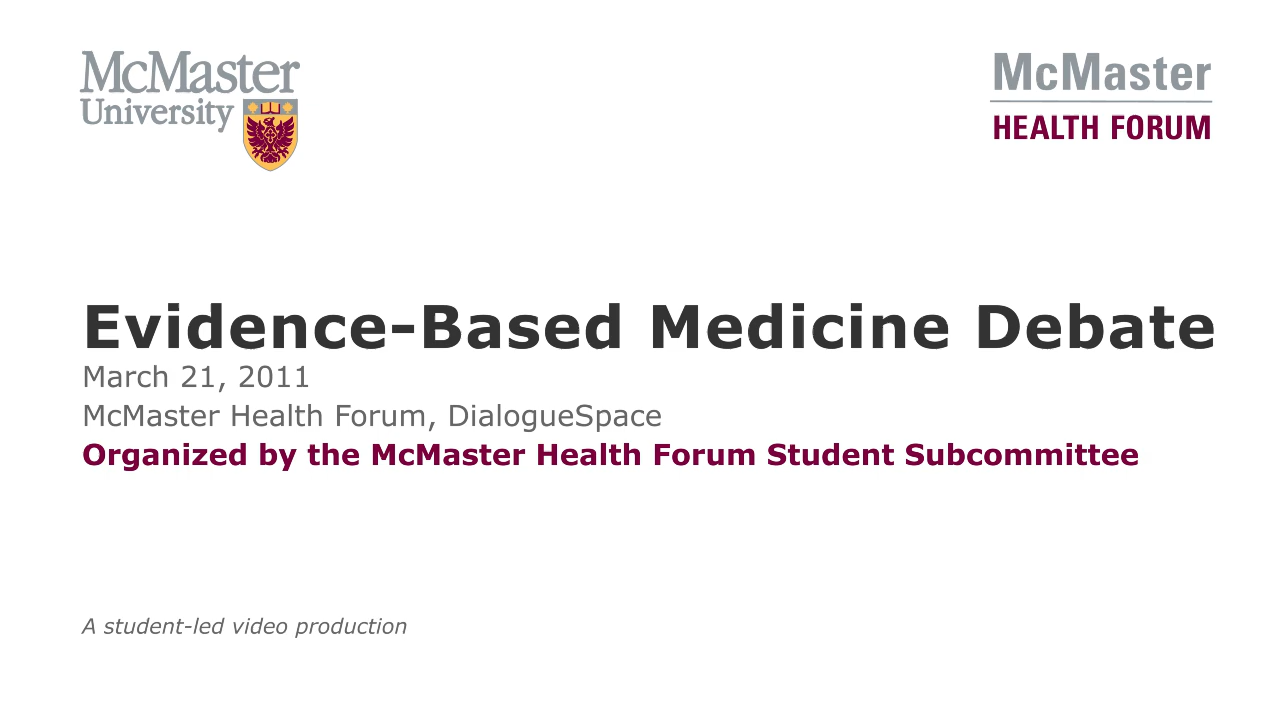 McMaster
University
McMaster
HEALTH FORUM
Evidence-Based Medicine Debate
March 21, 2011
McMaster Health Forum, DialogueSpace
Organized by the McMaster Health Forum Student Subcommittee
A student-led video production